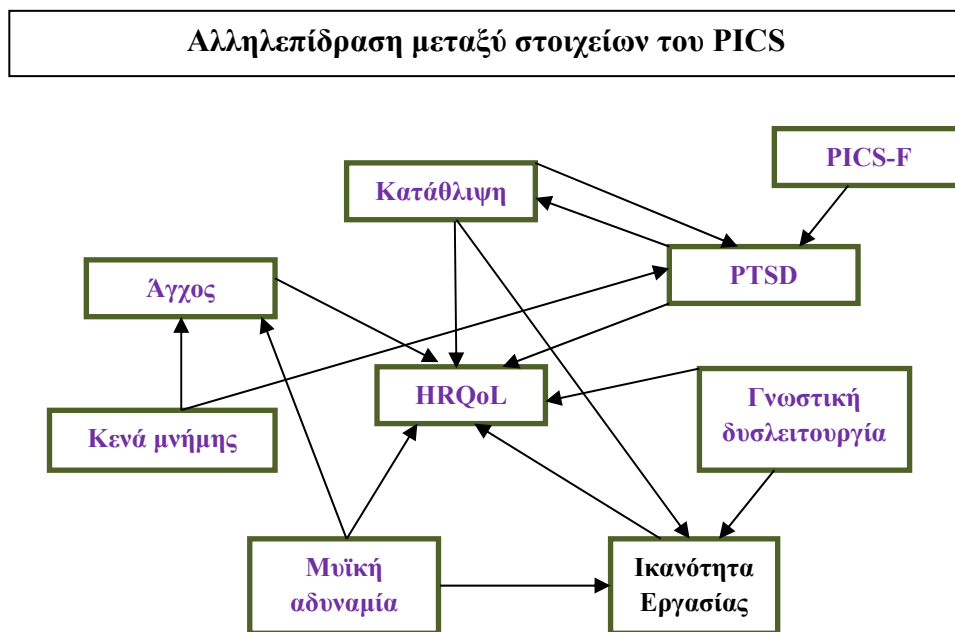 Αλληλεπίδραση μεταξύ στοιχείων του PICS
PICS-F
Κατάθλιψη
PTSD
Άγχος
HRQoL
Γνωστική
δυσλειτουργία
Κενά μνήμης
Μυϊκή
αδυναμία
Ικανότητα
Εργασίας